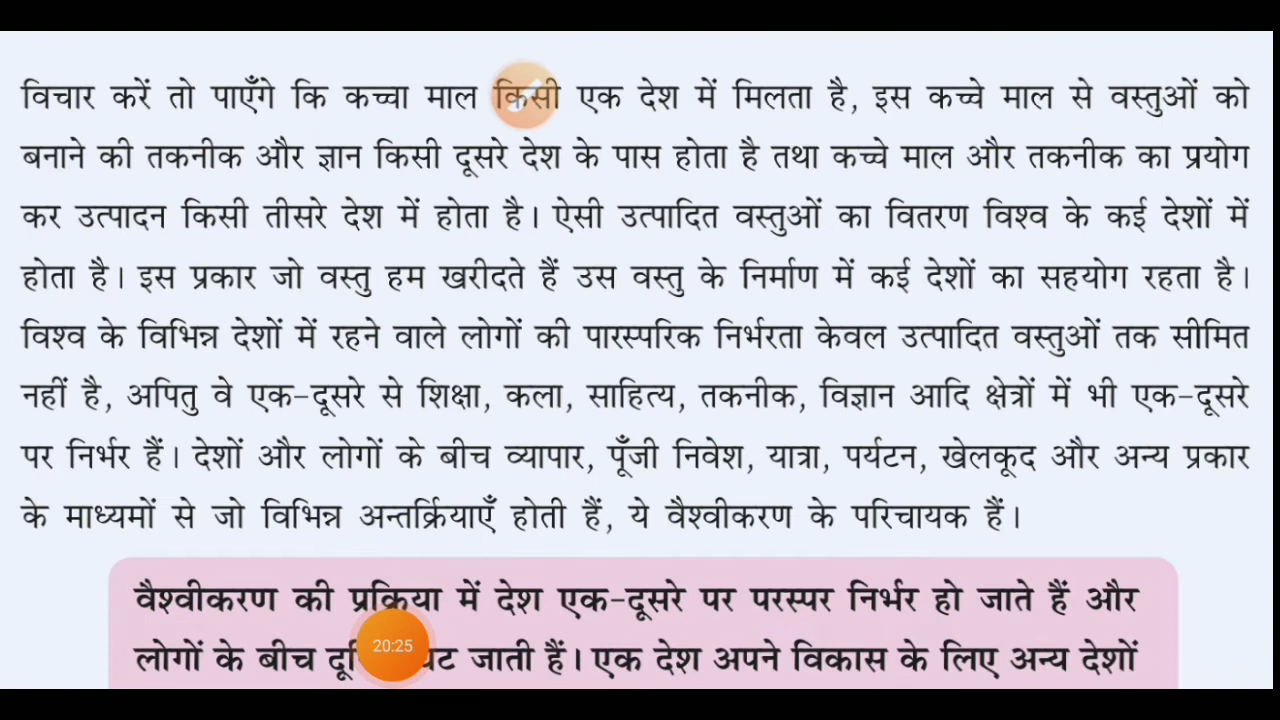 विचार करें तो पाएँगे कि कच्चा माल किसी एक देश में मिलता है, इस कच्चे माल से वस्तुओं को
बनाने की तकनीक और ज्ञान किसी दूसरे देश के पास होता है तथा कच्चे माल और तकनीक का प्रयोग
कर उत्पादन किसी तीसरे देश में होता है। ऐसी उत्पादित वस्तुओं का वितरण विश्व के कई देशों में
होता है। इस प्रकार जो वस्तु हम खरीदते हैं उस वस्तु के निर्माण में कई देशों का सहयोग रहता है।
विश्व के विभिन्न देशों में रहने वाले लोगों की पारस्परिक निर्भरता केवल उत्पादित वस्तुओं तक सीमित
नहीं है, अपितु वे एक-दूसरे से शिक्षा, कला, साहित्य, तकनीक, विज्ञान आदि क्षेत्रों में भी एक-दूसरे
पर निर्भर हैं। देशों और लोगों के बीच व्यापार, पूँजी निवेश, यात्रा, पर्यटन, खेलकूद और अन्य प्रकार
के माध्यमों से जो विभिन्न अन्तर्क्रियाएँ होती हैं, ये वैश्वीकरण के परिचायक हैं।
वैश्वीकरण की प्रक्रिया में देश एक-दूसरे पर परस्पर निर्भर हो जाते हैं और
लोगों के बीच जाती हैं। एक देश अपने विकास के लिए अन्य देशों
20:25